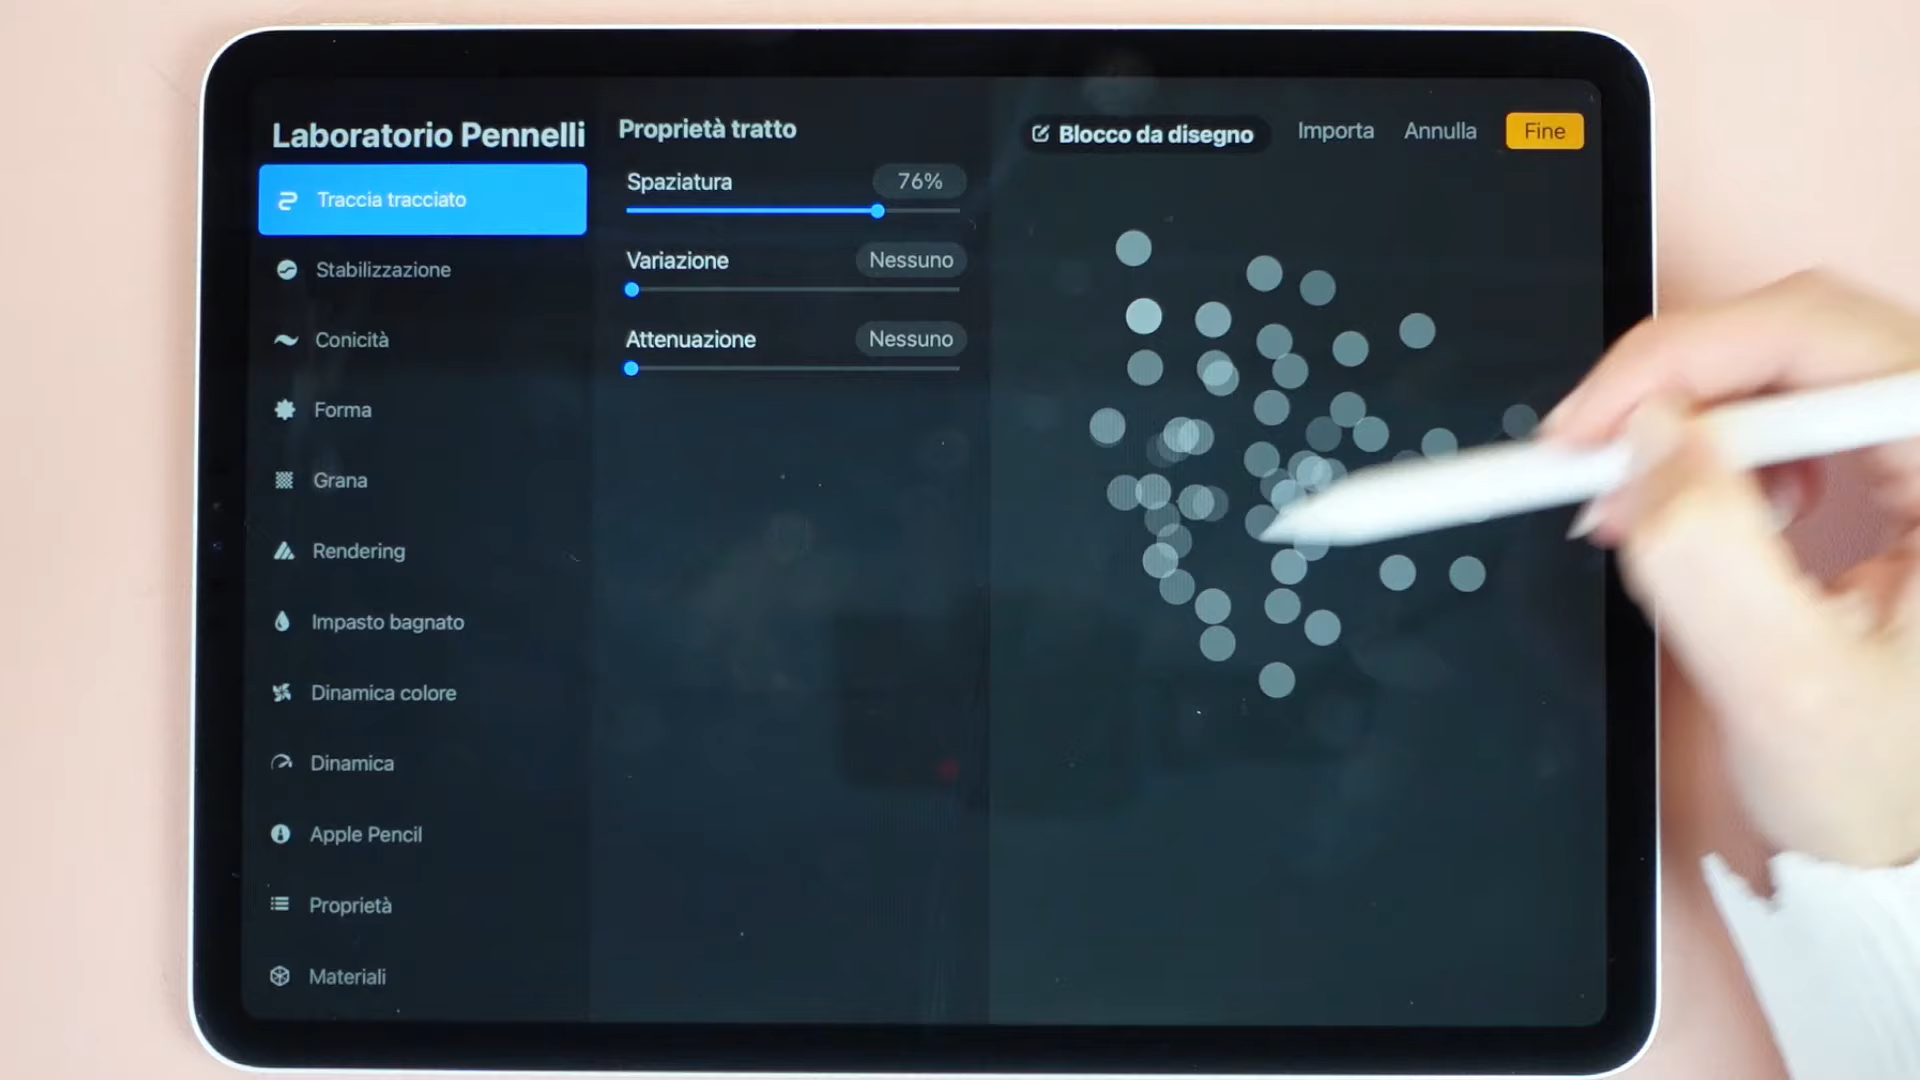 Laboratorio Pennelli
Traccia tracciato
Stabilizzazione
Conicità
Forma
Grana
Rendering
Impasto bagnato
Dinamica colore
Dinamica
Apple Pencil
Proprietà
Materiali
Proprietà tratto
Spaziatura 76%
Variazione Nessuno
Attenuazione Nessuno
Blocco da disegno Importa Annulla Fine